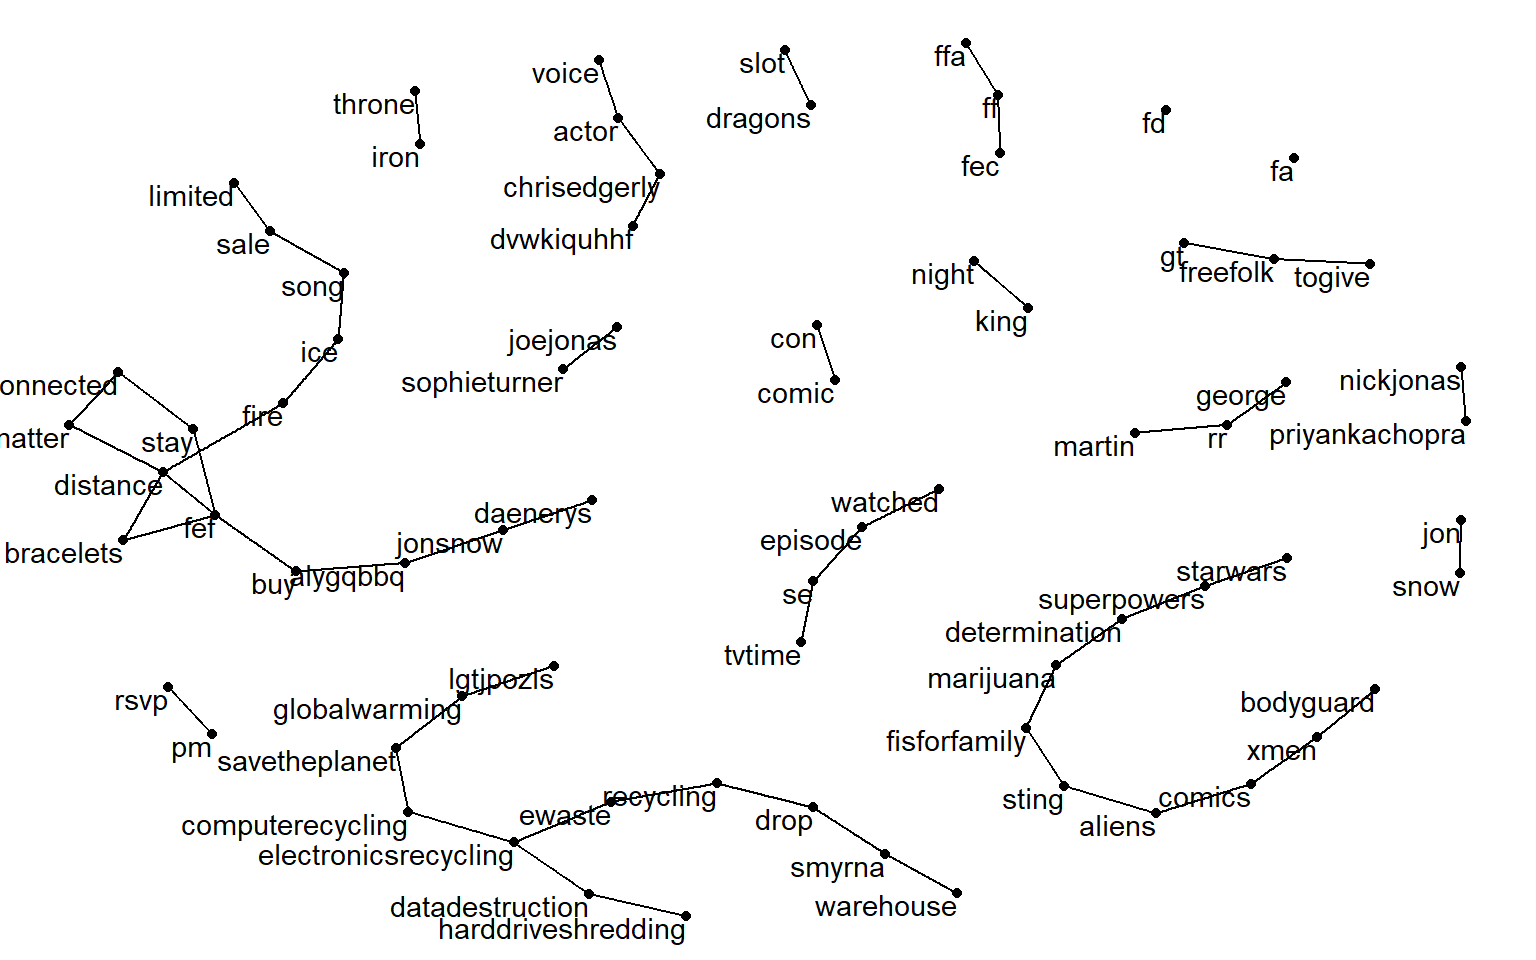 voice
slot
ffa
throne
ff
dragons
fd
actor
iron
fec
fa
chrisedgerly
limited
dvwkiquhhf
sale
gt
freefolk
togive
night
song
king
joejonas
con
ice
sophieturner
comic
nickjonas
onnected
george
fire
natter
stay
martin
rr
priyankachopra
distance
watched
daenerys
fef
jonsnow
episode
jon
bracelets
buy
alygqbbq
starwars
se
superpowers
snow
determination
tvtime
lgtjpozls
marijuana
rsvp
globalwarming
bodyguard
pm
savetheplanet
fisforfamily
xmen
recycling
sting
comics
ewaste
drop
computerecycling
aliens
electronicsrecycling
smyrna
datadestruction
warehouse
harddriveshredding